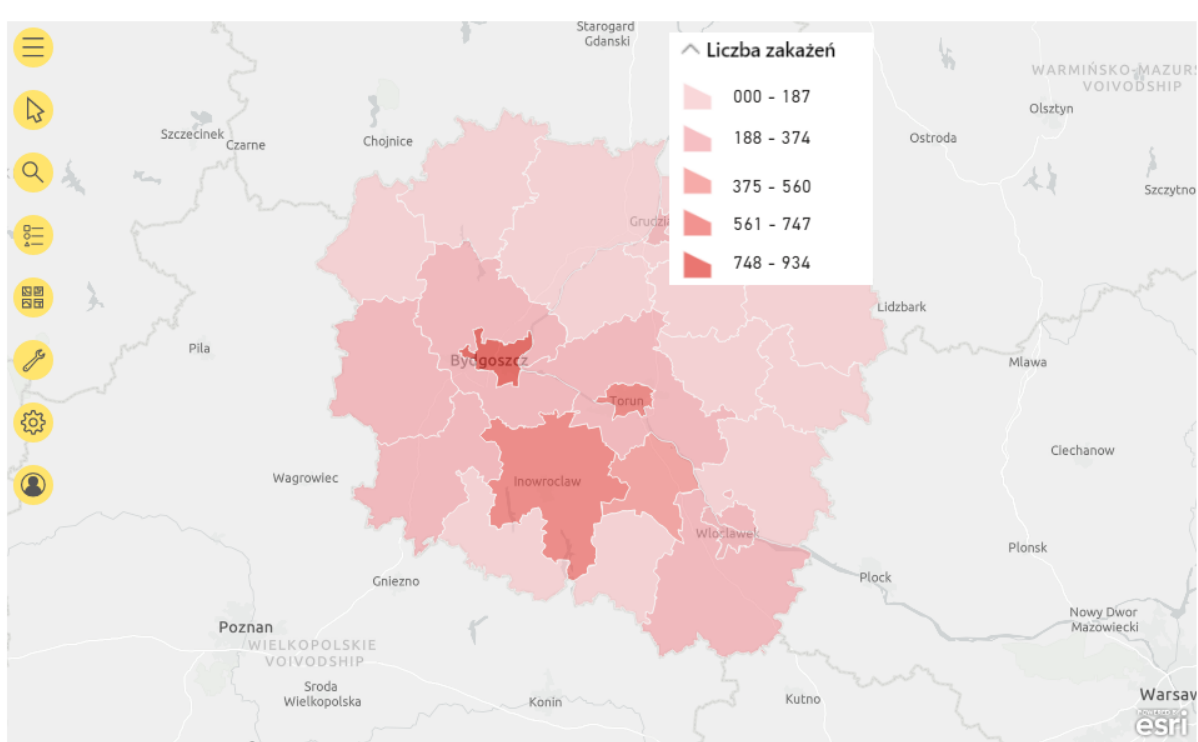 Starogard
Gdanski
Liczba zakażeń
000 - 187
188 - 374
375 - 560
561 - 747
748 - 934
WARMIŃSKO-MAZURS
VOIVODSHIP
Olsztyn
Szczecinek
Czarne
Chojnice
Ostroda
Szczytno
Grudzia
Lidzbark
Pila
Bydgoszcz
Mlawa
Torun
Ciechanow
Wagrowiec
Inowroclaw
Wloclawek
Plonsk
Gniezno
Plock
Nowy Dwor
Mazowiecki
Poznan
WIELKOPOLSKIE
VOIVODSHIP
Sroda
Wielkopolska
Konin
Kutno
Warsaw
esri